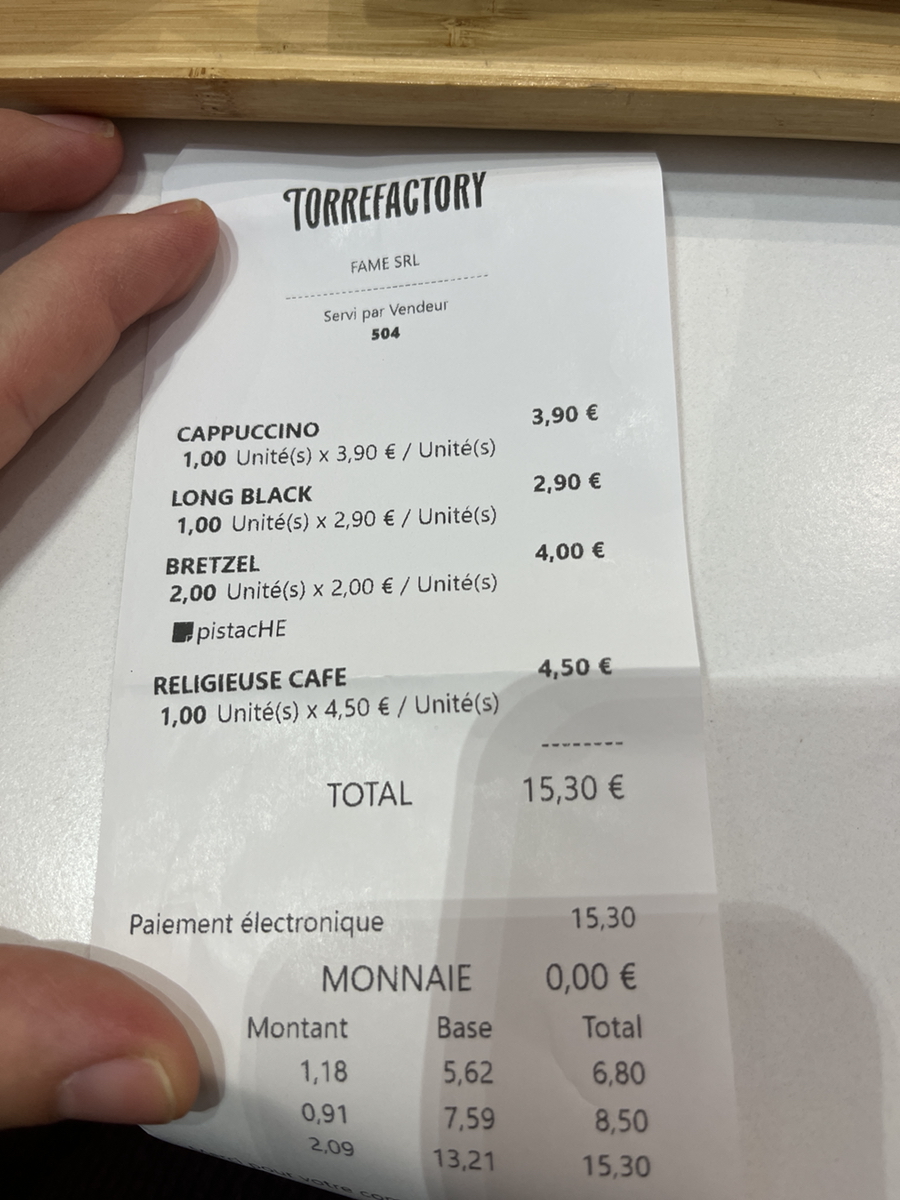 TORREFACTORY
FAME SRL
--------------------------------
Servi par Vendeur
504
CAPPUCCINO 3,90 €
1,00 Unité(s) x 3,90 € / Unité(s)
LONG BLACK 2,90 €
1,00 Unité(s) x 2,90 € / Unité(s)
BRETZEL 4,00 €
2,00 Unité(s) x 2,00 € / Unité(s)
pistacHE
RELIGIEUSE CAFE 4,50 €
1,00 Unité(s) x 4,50 € / Unité(s)
--------
TOTAL 15,30 €
Paiement électronique 15,30
MONNAIE 0,00 €
Montant Base Total
1,18 5,62 6,80
0,91 7,59 8,50
2,09 13,21 15,30
pour votre